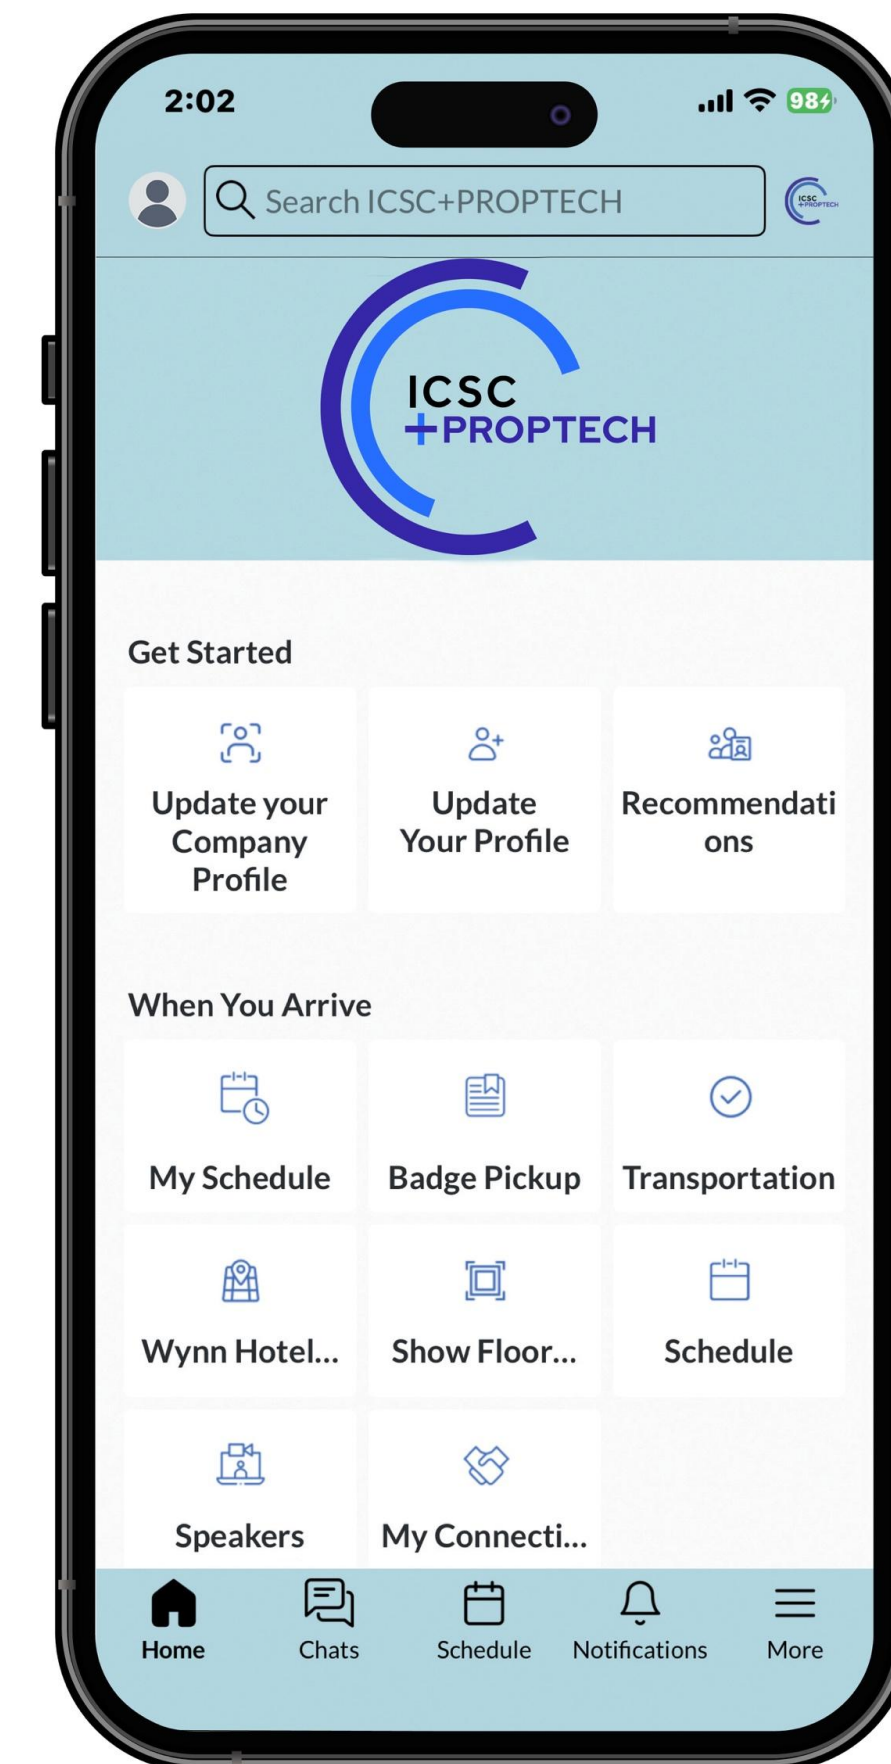 2:02
98
Search ICSC+PROPTECH
ICSC
+PROPTECH
ICSC
+PROPTECH
Get Started
Update your
Company
Profile
Update
Your Profile
Recommendati
ons
When You Arrive
My Schedule
Badge Pickup
Transportation
Wynn Hotel...
Show Floor...
Schedule
Speakers
My Connecti...
Home
Chats
Schedule
Notifications
More